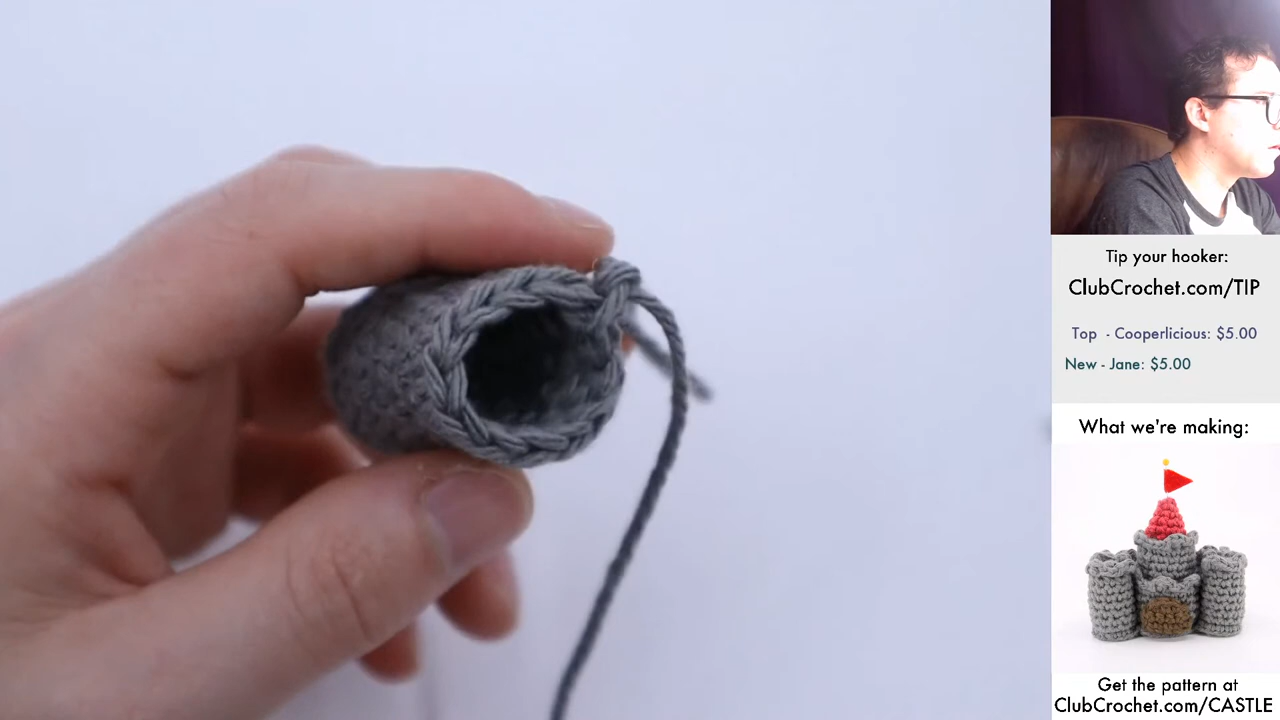 Tip your hooker:
ClubCrochet.com/TIP
Top - Cooperlicious: $5.00
New - Jane: $5.00
What we're making:
Get the pattern at
ClubCrochet.com/CASTLE